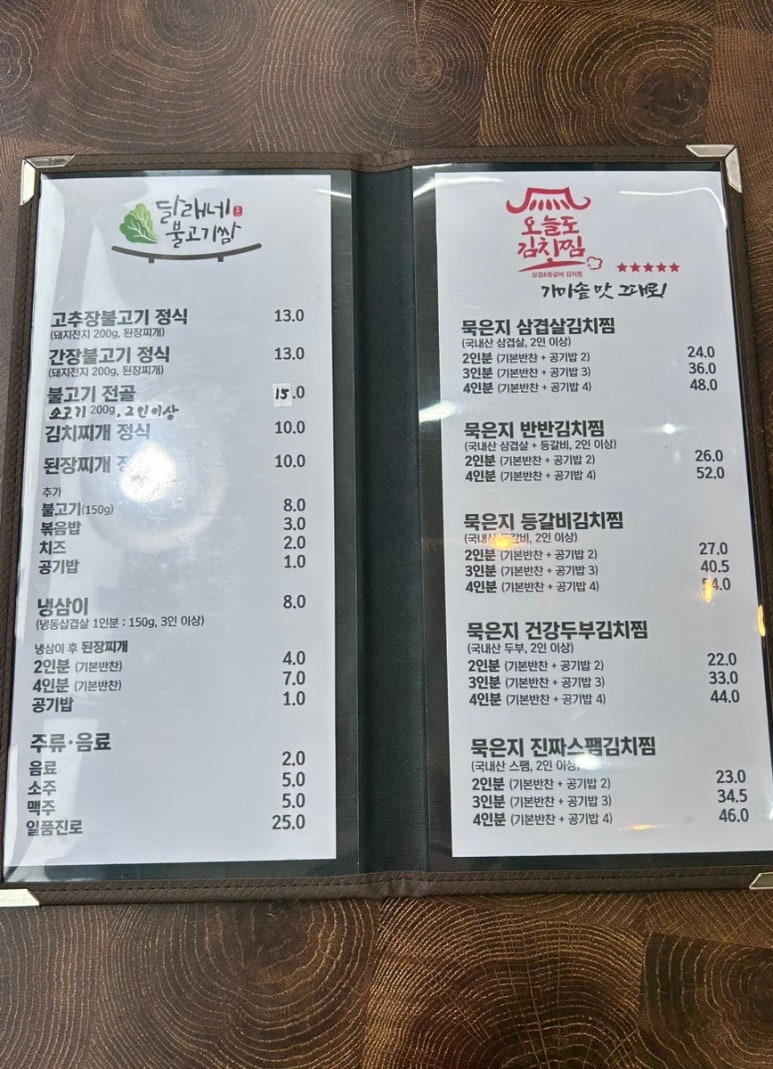 달래네
불고기쌈
고추장불고기 정식 13.0
(돼지전지 200g, 된장찌개)
간장불고기 정식 13.0
(돼지전지 200g, 된장찌개)
불고기 전골 15.0
소고기 200g, 2인 이상
김치찌개 정식 10.0
된장찌개 10.0
추가
불고기(150g) 8.0
볶음밥 3.0
치즈 2.0
공기밥 1.0
냉삼이 8.0
(냉동삼겹살 1인분 : 150g, 3인 이상)
냉삼이 후 된장찌개
2인분 (기본반찬) 4.0
4인분 (기본반찬) 7.0
공기밥 1.0
주류·음료
음료 2.0
소주 5.0
맥주 5.0
일품진로 25.0
오늘도
김치찜
삼겹&등갈비 김치찜
★★★★★
가마솥 맛 그대로!
묵은지 삼겹살김치찜
(국내산 삼겹살, 2인 이상)
2인분 (기본반찬 + 공기밥 2) 24.0
3인분 (기본반찬 + 공기밥 3) 36.0
4인분 (기본반찬 + 공기밥 4) 48.0
묵은지 반반김치찜
(국내산 삼겹살 + 등갈비, 2인 이상)
2인분 (기본반찬 + 공기밥 2) 26.0
4인분 (기본반찬 + 공기밥 4) 52.0
묵은지 등갈비김치찜
(국내산 등갈비, 2인 이상)
2인분 (기본반찬 + 공기밥 2) 27.0
3인분 (기본반찬 + 공기밥 3) 40.5
4인분 (기본반찬 + 공기밥 4) 54.0
묵은지 건강두부김치찜
(국내산 두부, 2인 이상)
2인분 (기본반찬 + 공기밥 2) 22.0
3인분 (기본반찬 + 공기밥 3) 33.0
4인분 (기본반찬 + 공기밥 4) 44.0
묵은지 진짜스팸김치찜
(국내산 스팸, 2인 이상)
2인분 (기본반찬 + 공기밥 2) 23.0
3인분 (기본반찬 + 공기밥 3) 34.5
4인분 (기본반찬 + 공기밥 4) 46.0